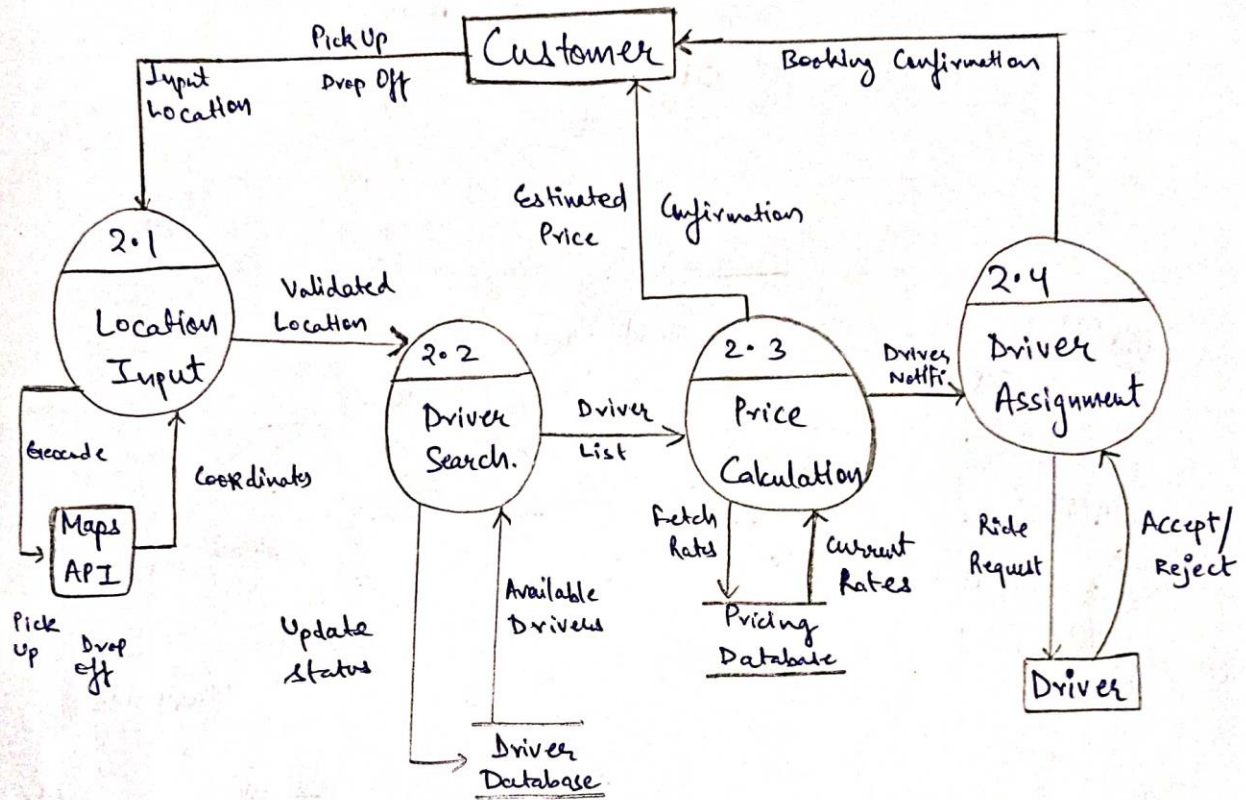 Customer
Pick Up
Drop Off
Input
Location
Booking Confirmation
Estimated
Price
Confirmation
2.1
Location
Input
Validated
Location
2.2
Driver
Search.
Driver
List
2.3
Price
Calculation
Driver
Notifi
2.4
Driver
Assignment
Geocode
Coordinates
Maps
API
Pick
Up
Drop
off
Update
Status
Available
Drivers
Driver
Database
Fetch
Rates
Current
Rates
Pricing
Database
Ride
Request
Accept/
Reject
Driver